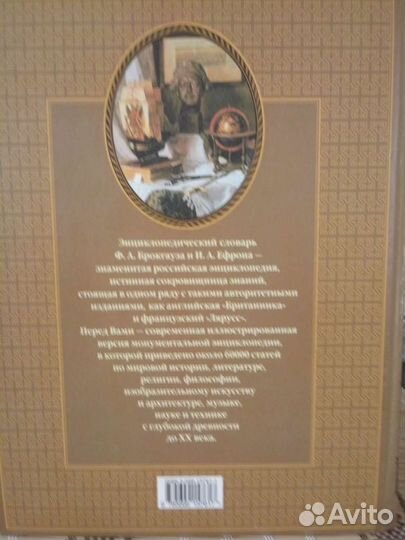 Энциклопедический словарь
Ф. А. Брокгауза и И. А. Ефрона —
знаменитая российская энциклопедия,
истинная сокровищница знаний,
стоящая в одном ряду с такими авторитетными
изданиями, как английская «Британника»
и французский «Лярусс».
Перед Вами — современная иллюстрированная
версия монументальной энциклопедии,
в которой приведено около 60000 статей
по мировой истории, литературе,
религии, философии,
изобразительному искусству
и архитектуре, музыке,
науке и технике
с глубокой древности
до XX века.
Avito